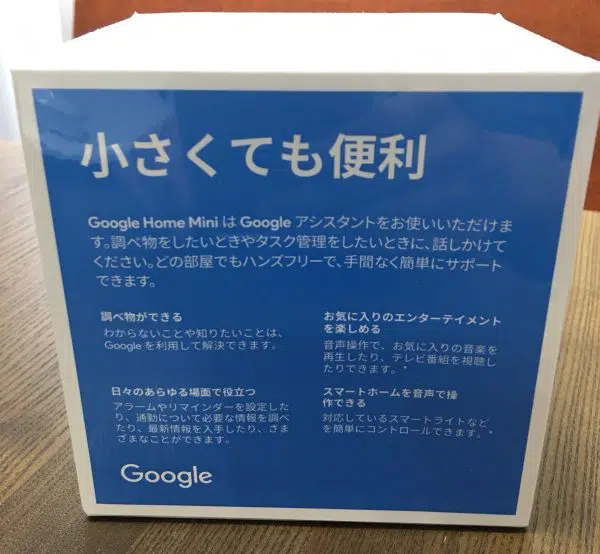 小さくても便利
Google Home Mini は Google アシスタントをお使いいただけま
す。調べ物をしたいときやタスク管理をしたいときに、話しかけて
ください。どの部屋でもハンズフリーで、手間なく簡単にサポート
できます。
調べ物ができる
わからないことや知りたいことは、
Google を利用して解決できます。
お気に入りのエンターテイメント
を楽しめる
音声操作で、お気に入りの音楽を
再生したり、テレビ番組を視聴し
たりできます。*
日々のあらゆる場面で役立つ
アラームやリマインダーを設定した
り、通勤について必要な情報を調べ
たり、最新情報を入手したり、さま
ざまなことができます。
スマートホームを音声で操
作できる
対応しているスマートライトなど
を簡単にコントロールできます。*
Google